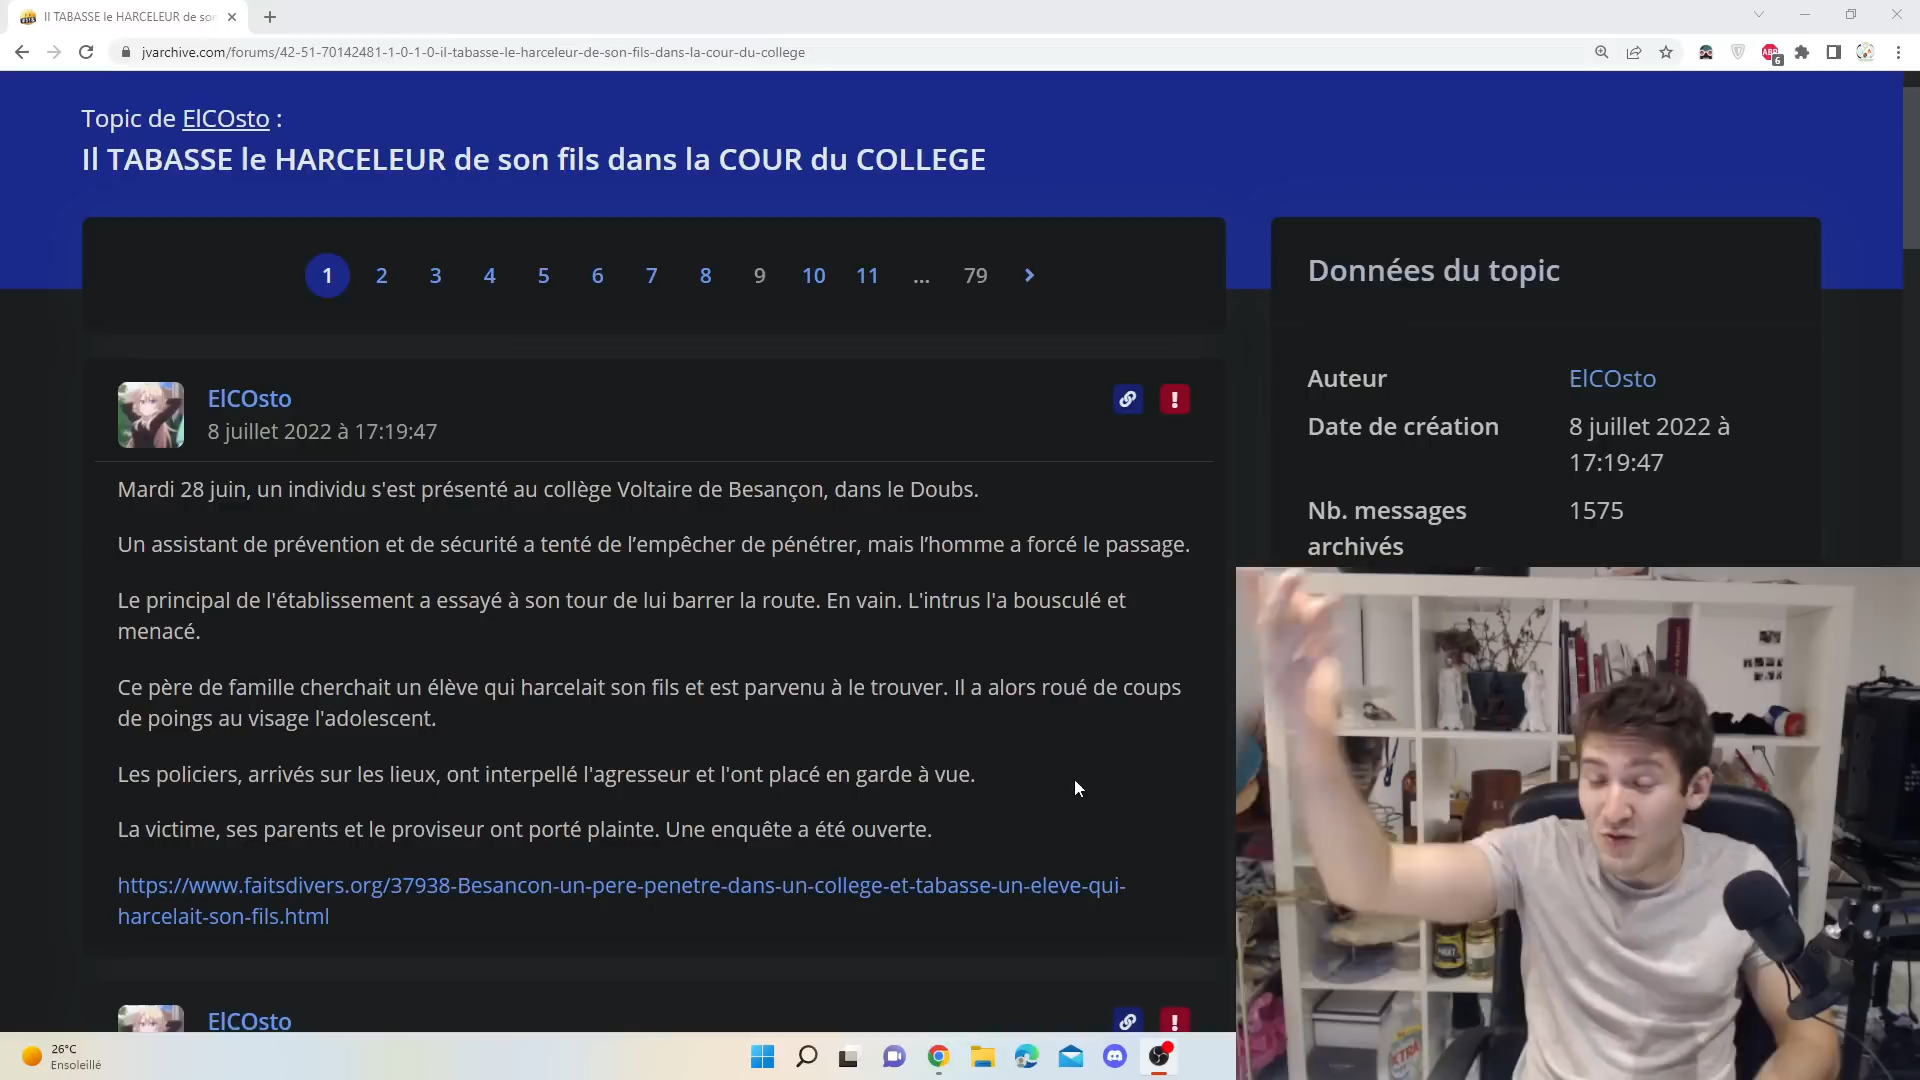 Il TABASSE le HARCELEUR de son
jvarchive.com/forums/42-51-70142481-1-0-1-0-il-tabasse-le-harceleur-de-son-fils-dans-la-cour-du-college
ABP
6
Topic de ElCOsto :
Il TABASSE le HARCELEUR de son fils dans la COUR du COLLEGE
1 2 3 4 5 6 7 8 9 10 11 ... 79
ElCOsto
8 juillet 2022 à 17:19:47
Mardi 28 juin, un individu s'est présenté au collège Voltaire de Besançon, dans le Doubs.
Un assistant de prévention et de sécurité a tenté de l’empêcher de pénétrer, mais l’homme a forcé le passage.
Le principal de l'établissement a essayé à son tour de lui barrer la route. En vain. L'intrus l'a bousculé et
menacé.
Ce père de famille cherchait un élève qui harcelait son fils et est parvenu à le trouver. Il a alors roué de coups
de poings au visage l'adolescent.
Les policiers, arrivés sur les lieux, ont interpellé l'agresseur et l'ont placé en garde à vue.
La victime, ses parents et le proviseur ont porté plainte. Une enquête a été ouverte.
https://www.faitsdivers.org/37938-Besancon-un-pere-penetre-dans-un-college-et-tabasse-un-eleve-qui-
harcelait-son-fils.html
ElCOsto
Données du topic
Auteur ElCOsto
Date de création 8 juillet 2022 à
17:19:47
Nb. messages 1575
archivés
XTRA
26°C
Ensoleillé